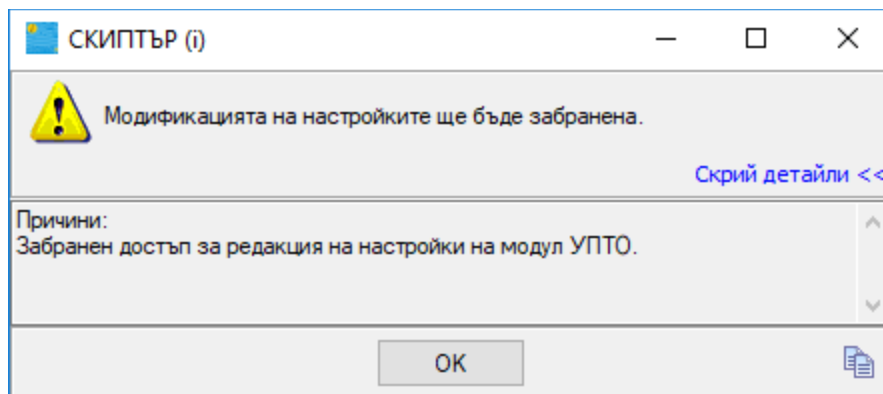 СКИПТЪР (i)
Модификацията на настройките ще бъде забранена.
Скрий детайли <<
Причини:
Забранен достъп за редакция на настройки на модул УПТО.
OK